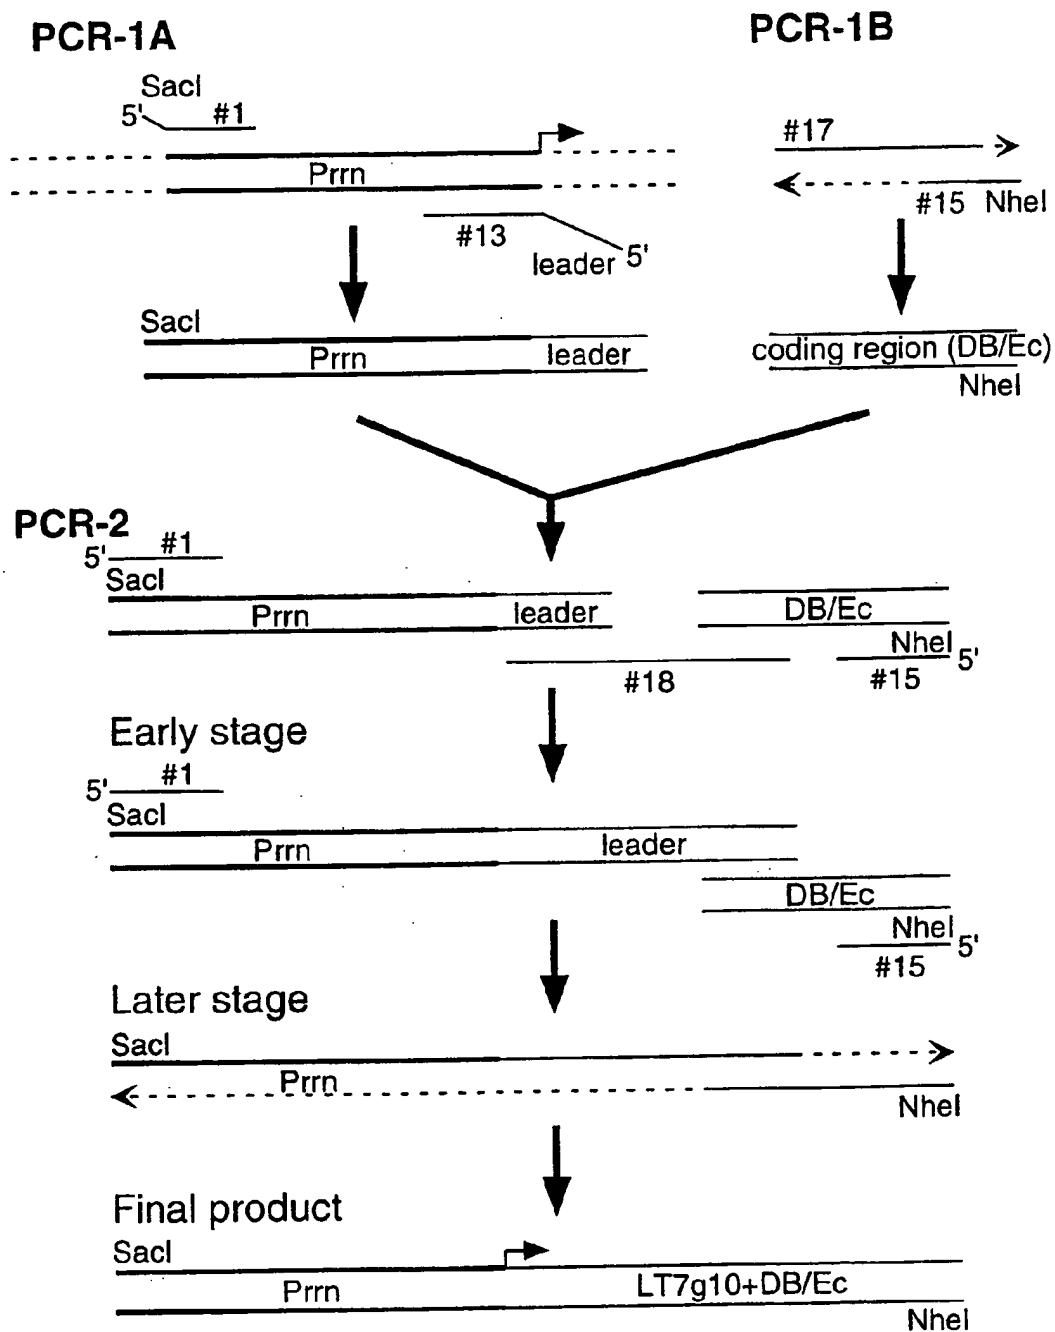 PCR-1A
PCR-1B
SacI
5' #1
#17
Prrn
#15 NheI
#13
leader 5'
SacI
Prrn leader
coding region (DB/Ec)
NheI
PCR-2
5' #1
SacI
Prrn leader DB/Ec
NheI 5'
#18 #15
Early stage
5' #1
SacI
Prrn leader
DB/Ec
NheI 5'
#15
Later stage
SacI
Prrn
NheI
Final product
SacI
Prrn LT7g10+DB/Ec
NheI